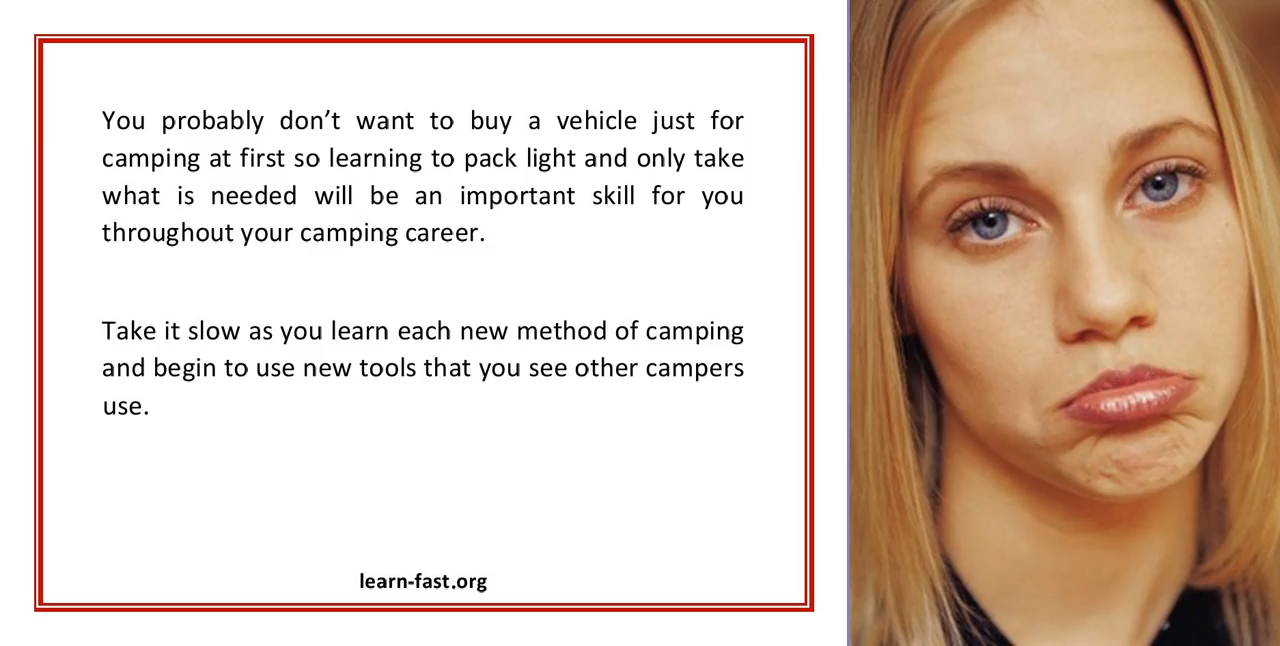 You probably don’t want to buy a vehicle just for
camping at first so learning to pack light and only take
what is needed will be an important skill for you
throughout your camping career.
Take it slow as you learn each new method of camping
and begin to use new tools that you see other campers
use.
learn-fast.org